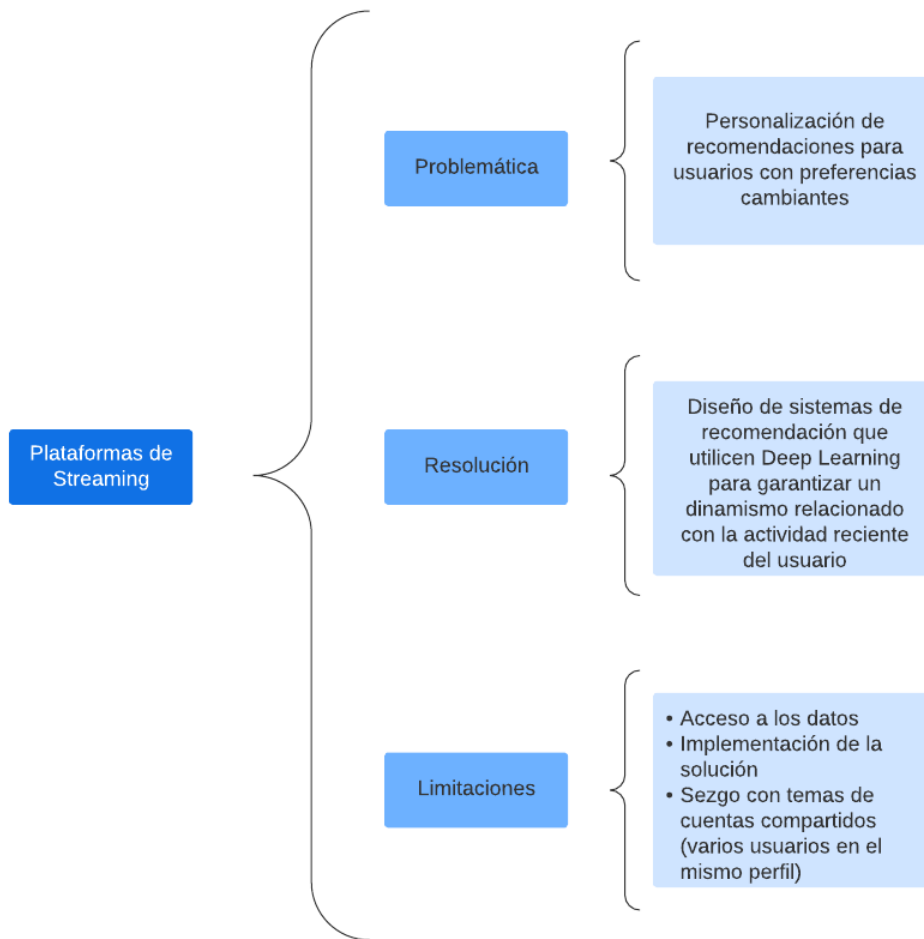 Plataformas de
Streaming
Problemática
Personalización de
recomendaciones para
usuarios con preferencias
cambiantes
Resolución
Diseño de sistemas de
recomendación que
utilicen Deep Learning
para garantizar un
dinamismo relacionado
con la actividad reciente
del usuario
Limitaciones
• Acceso a los datos
• Implementación de la
solución
• Sezgo con temas de
cuentas compartidos
(varios usuarios en el
mismo perfil)